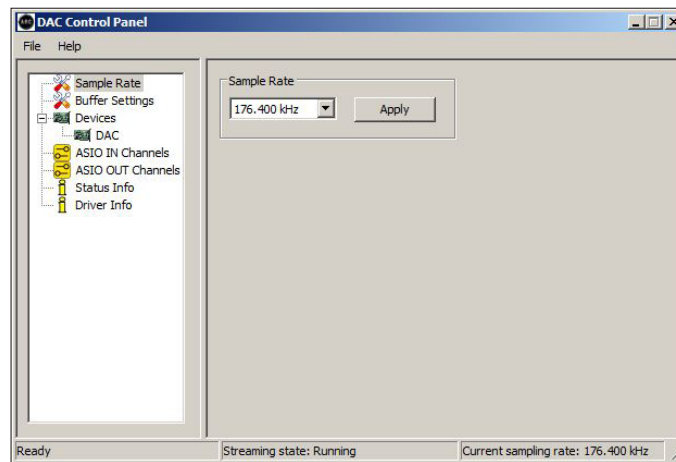 DAC Control Panel
File Help
Sample Rate
Buffer Settings
Devices
DAC
ASIO IN Channels
ASIO OUT Channels
Status Info
Driver Info
Sample Rate
176.400 kHz
Apply
Ready
Streaming state: Running
Current sampling rate: 176.400 kHz